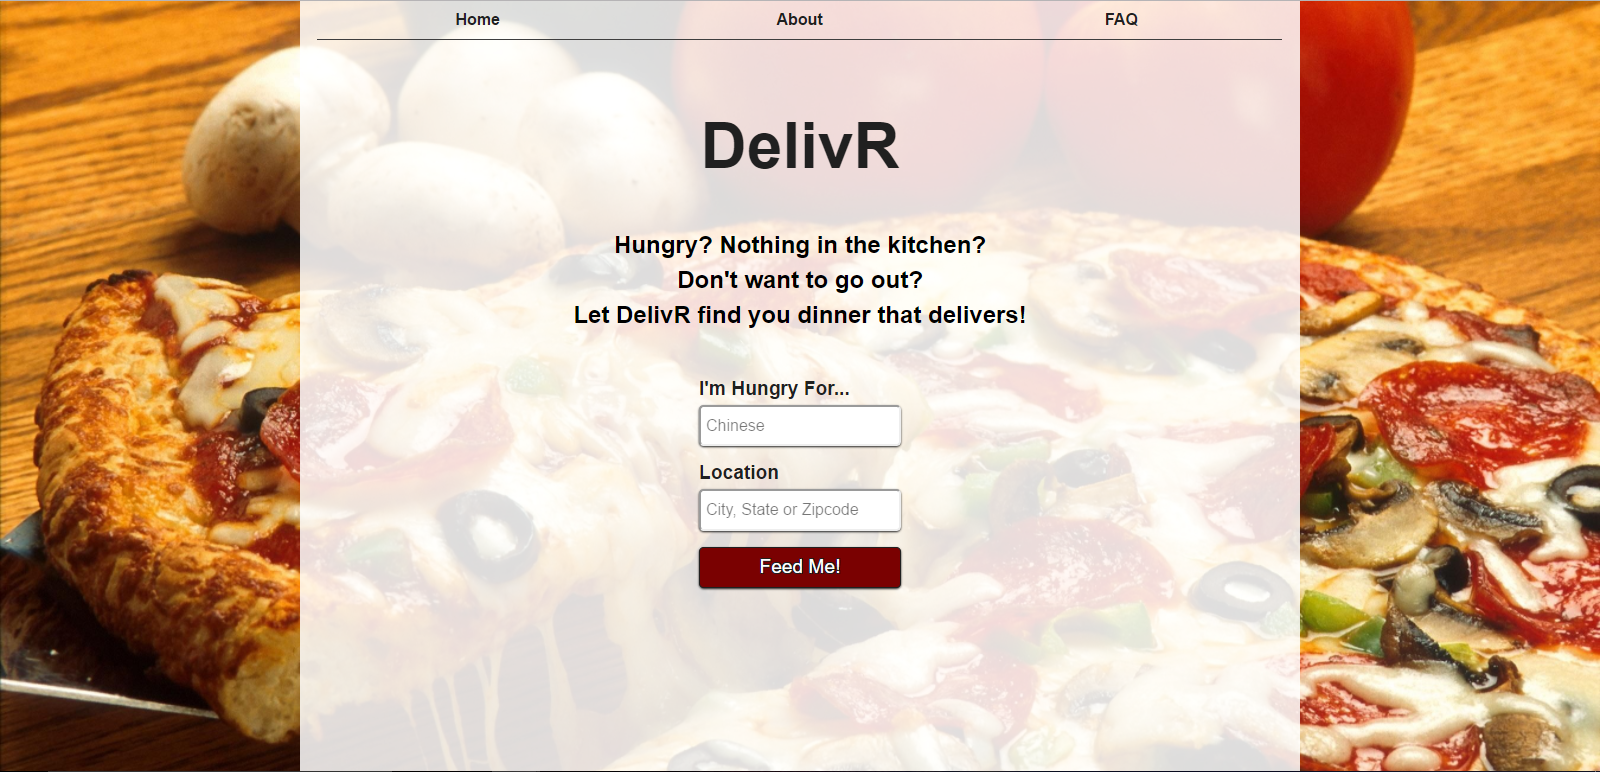 Home About FAQ
DelivR
Hungry? Nothing in the kitchen?
Don't want to go out?
Let DelivR find you dinner that delivers!
I'm Hungry For...
Chinese
Location
City, State or Zipcode
Feed Me!